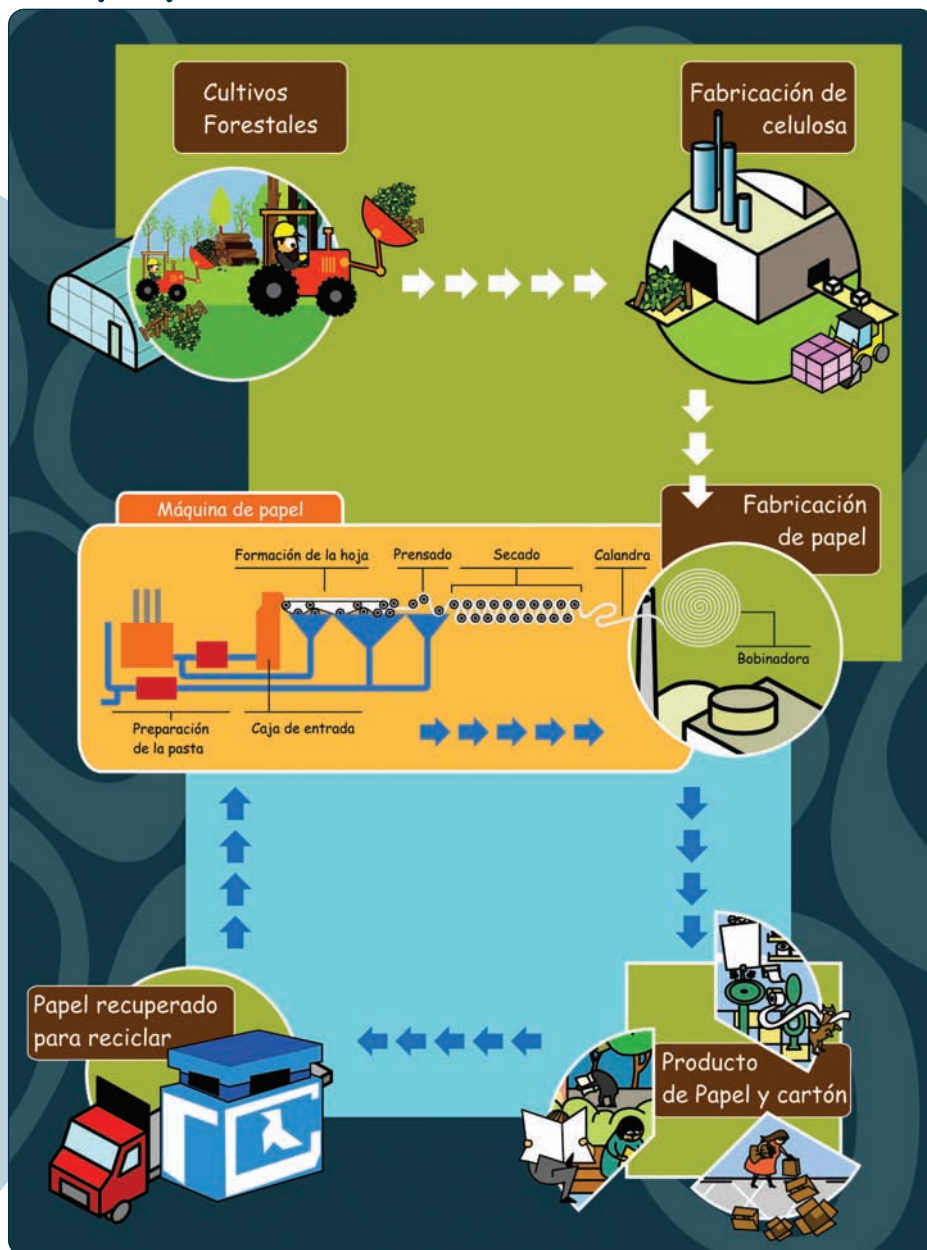 Cultivos
Forestales
Fabricación de
celulosa
Máquina de papel
Fabricación
de papel
Formación de la hoja
Prensado
Secado
Calandra
Bobinadora
Preparación
de la pasta
Caja de entrada
Papel recuperado
para reciclar
Producto
de Papel y cartón